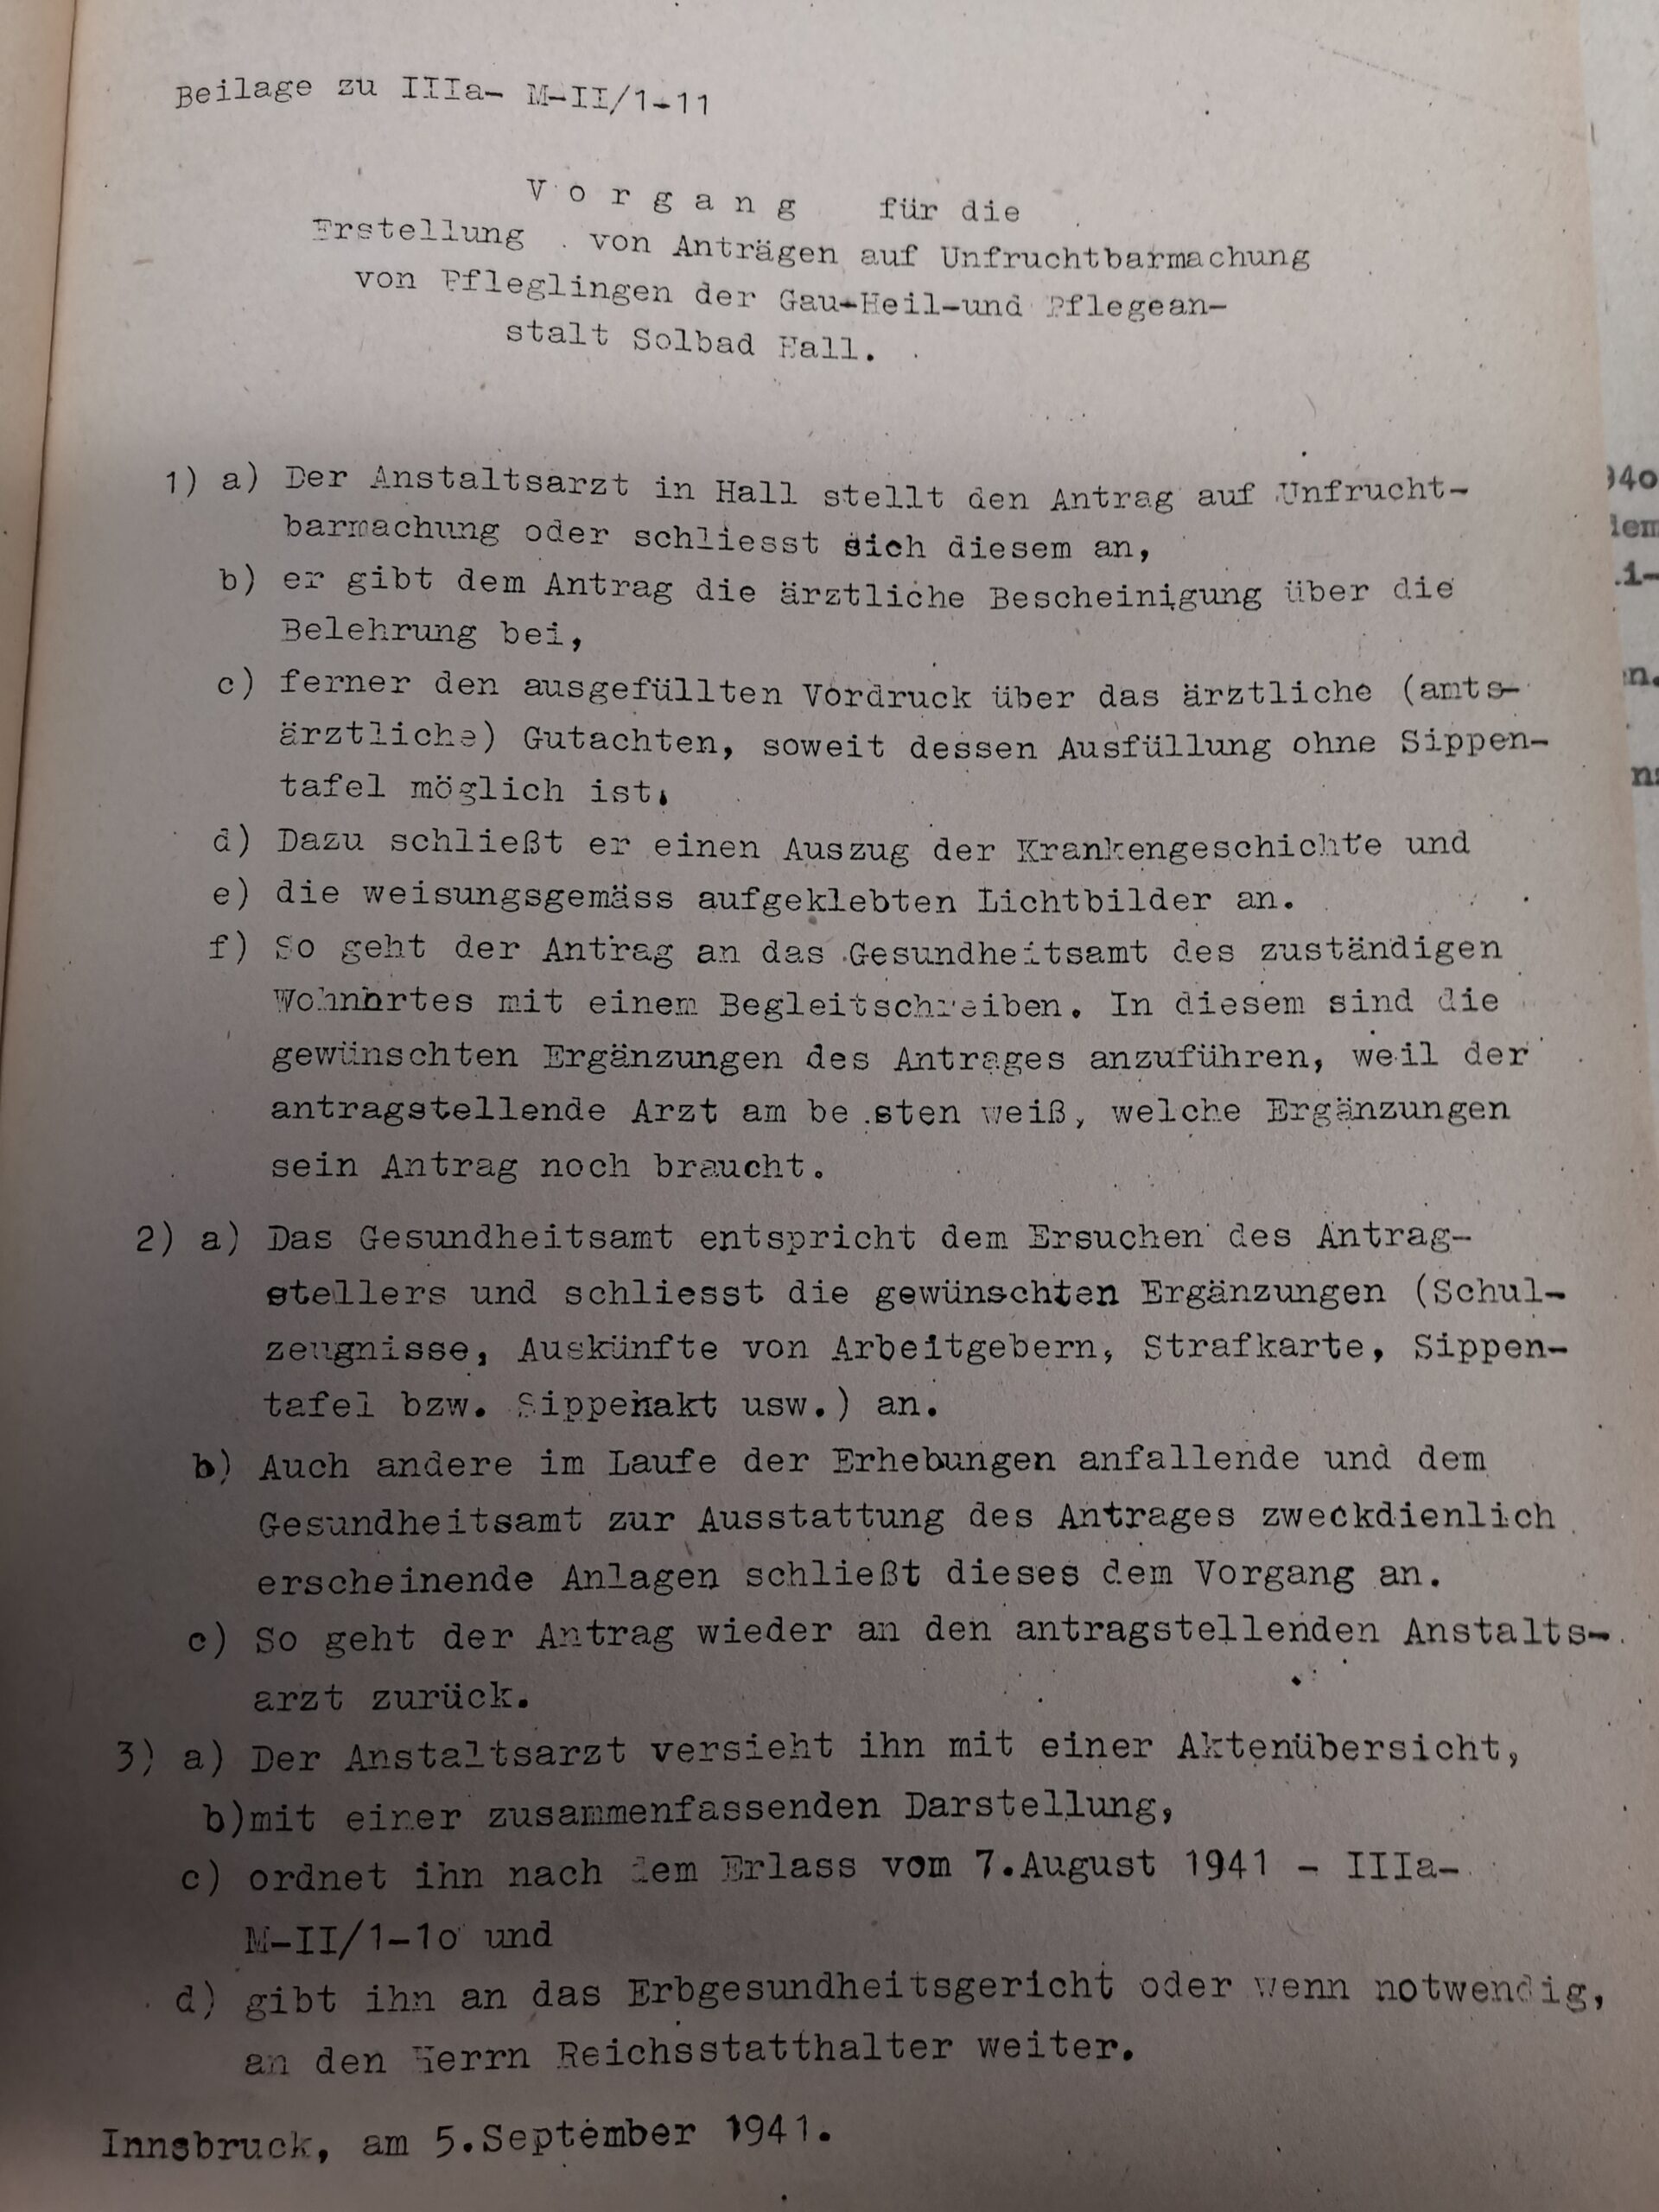 Beilage zu IIIa- M-II/1-11
V o r g a n g für die
Erstellung von Anträgen auf Unfruchtbarmachung
von Pfleglingen der Gau-Heil-und Pflegean-
stalt Solbad Hall.
1) a) Der Anstaltsarzt in Hall stellt den Antrag auf Unfrucht-
barmachung oder schliesst sich diesem an,
b) er gibt dem Antrag die ärztliche Bescheinigung über die
Belehrung bei,
c) ferner den ausgefüllten Vordruck über das ärztliche (amts-
ärztliche) Gutachten, soweit dessen Ausfüllung ohne Sippen-
tafel möglich ist.
d) Dazu schließt er einen Auszug der Krankengeschichte und
e) die weisungsgemäss aufgeklebten Lichtbilder an.
f) So geht der Antrag an das Gesundheitsamt des zuständigen
Wohnortes mit einem Begleitschreiben. In diesem sind die
gewünschten Ergänzungen des Antrages anzuführen, weil der
antragstellende Arzt am be sten weiß, welche Ergänzungen
sein Antrag noch braucht.
2) a) Das Gesundheitsamt entspricht dem Ersuchen des Antrag-
stellers und schliesst die gewünschten Ergänzungen (Schul-
zeugnisse, Auskünfte von Arbeitgebern, Strafkarte, Sippen-
tafel bzw. Sippenakt usw.) an.
b) Auch andere im Laufe der Erhebungen anfallende und dem
Gesundheitsamt zur Ausstattung des Antrages zweckdienlich
erscheinende Anlagen schließt dieses dem Vorgang an.
c) So geht der Antrag wieder an den antragstellenden Anstalts-
arzt zurück.
3) a) Der Anstaltsarzt versieht ihn mit einer Aktenübersicht,
b)mit einer zusammenfassenden Darstellung,
c) ordnet ihn nach dem Erlass vom 7.August 1941 - IIIa-
M-II/1-1o und
d) gibt ihn an das Erbgesundheitsgericht oder wenn notwendig,
an den Herrn Reichsstatthalter weiter.
Innsbruck, am 5.September 1941.